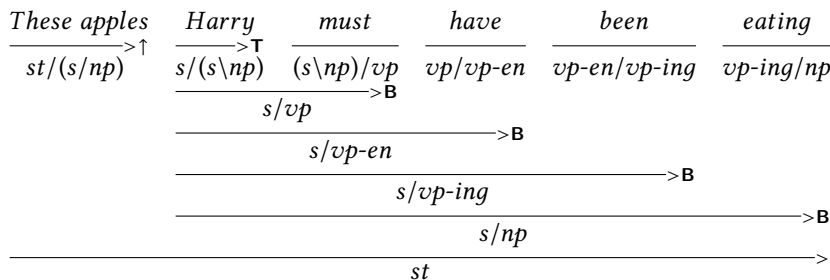 These apples Harry must have been eating
>↑ >T
st/(s/np) s/(s\np) (s\np)/vp vp/vp-en vp-en/vp-ing vp-ing/np
>B
s/vp
>B
s/vp-en
>B
s/vp-ing
>B
s/np
>
st